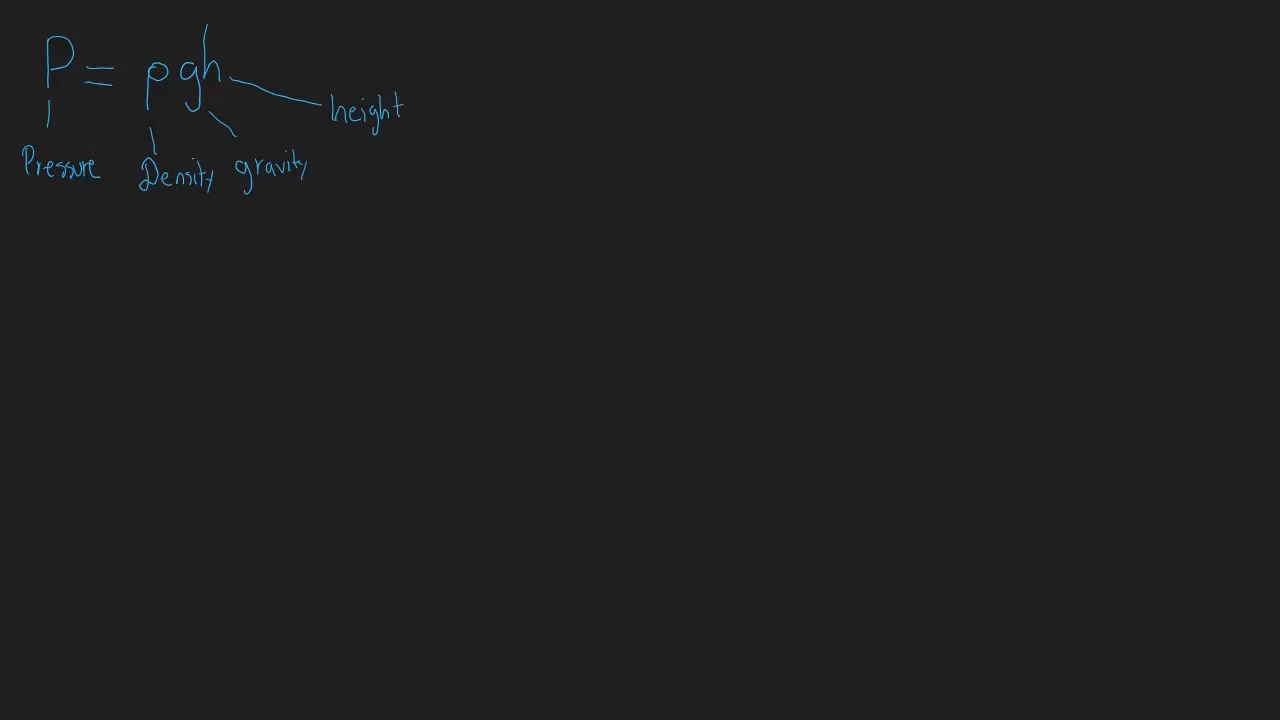 P = ρgh
height
Pressure Density gravity